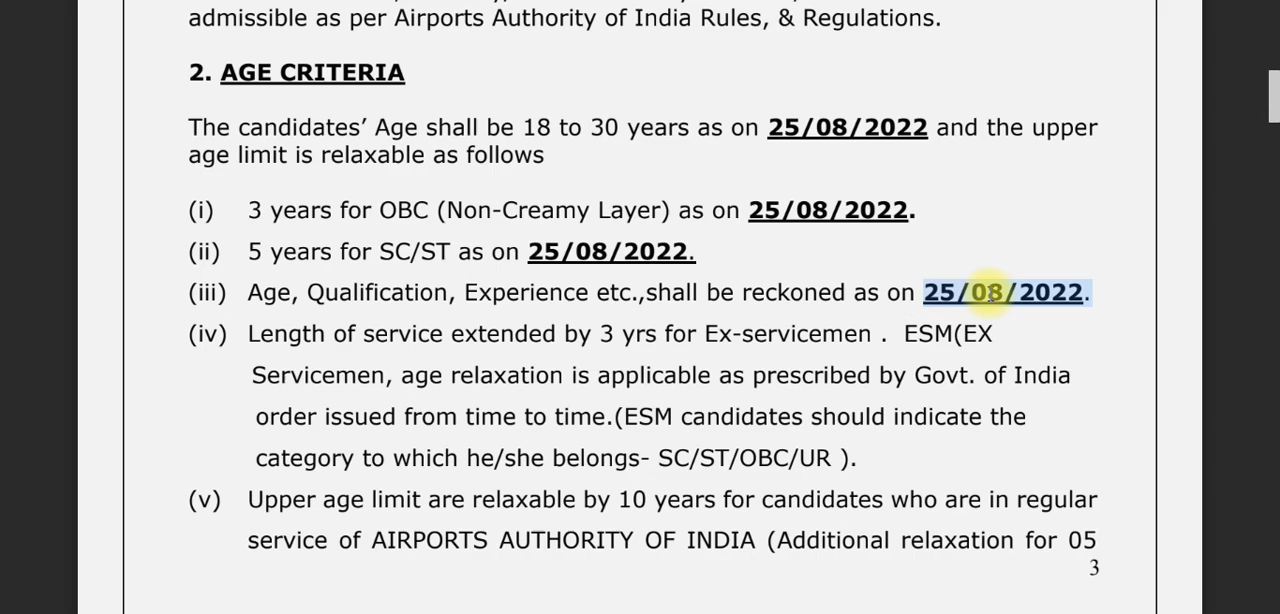 admissible as per Airports Authority of India Rules, & Regulations.
2. AGE CRITERIA
The candidates’ Age shall be 18 to 30 years as on 25/08/2022 and the upper
age limit is relaxable as follows
(i) 3 years for OBC (Non-Creamy Layer) as on 25/08/2022.
(ii) 5 years for SC/ST as on 25/08/2022.
(iii) Age, Qualification, Experience etc.,shall be reckoned as on 25/08/2022.
(iv) Length of service extended by 3 yrs for Ex-servicemen . ESM(EX
Servicemen, age relaxation is applicable as prescribed by Govt. of India
order issued from time to time.(ESM candidates should indicate the
category to which he/she belongs- SC/ST/OBC/UR ).
(v) Upper age limit are relaxable by 10 years for candidates who are in regular
service of AIRPORTS AUTHORITY OF INDIA (Additional relaxation for 05
3